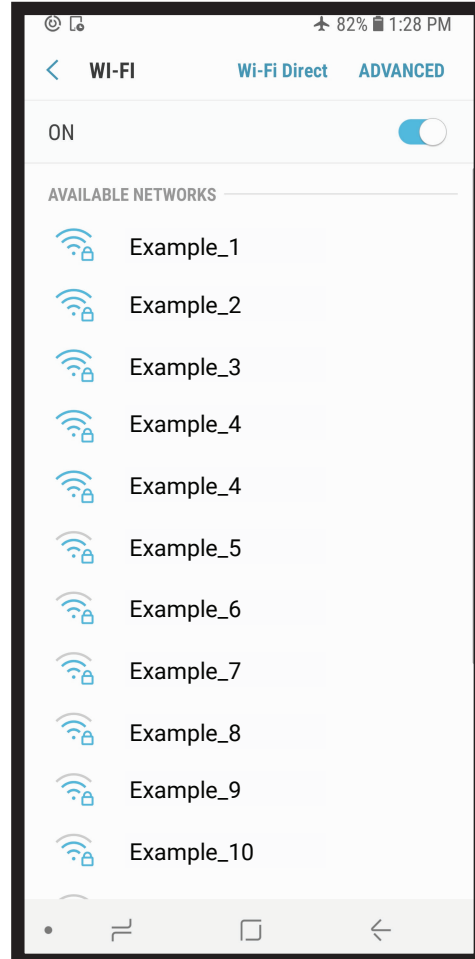 82% 1:28 PM
WI-FI Wi-Fi Direct ADVANCED
ON
AVAILABLE NETWORKS
Example_1
Example_2
Example_3
Example_4
Example_4
Example_5
Example_6
Example_7
Example_8
Example_9
Example_10